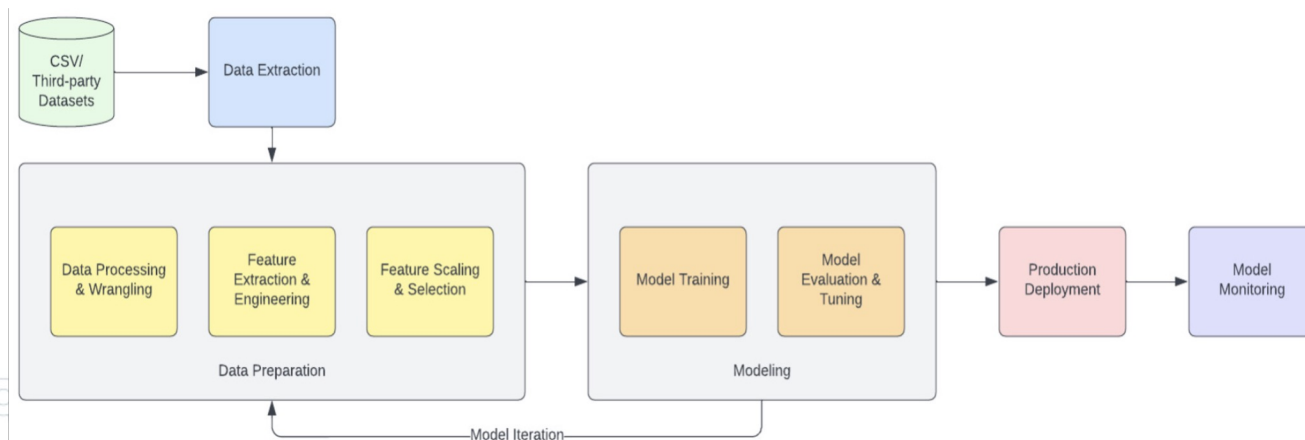 CSV/
Third-party
Datasets
Data Extraction
Data Processing
& Wrangling
Feature
Extraction &
Engineering
Feature Scaling
& Selection
Data Preparation
Model Training
Model
Evaluation &
Tuning
Modeling
Production
Deployment
Model
Monitoring
Model Iteration